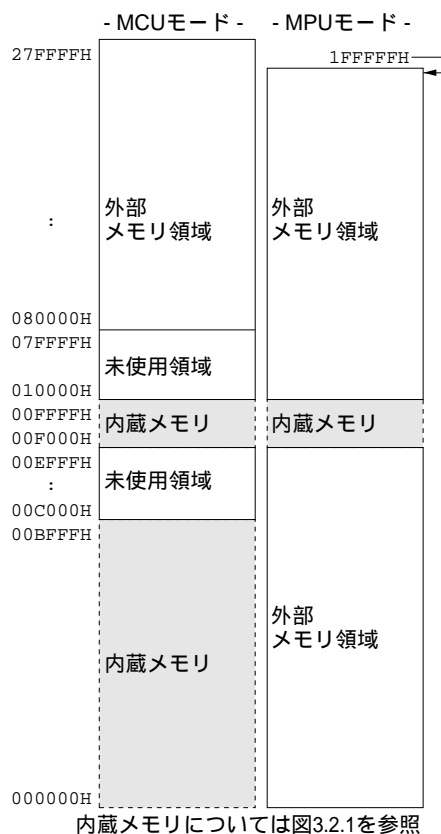 - MCUモード -
- MPUモード -
27FFFFH
1FFFFFH
外部
メモリ領域
外部
メモリ領域
:
080000H
07FFFFH
未使用領域
010000H
00FFFFH
内蔵メモリ
内蔵メモリ
00F000H
00EFFFH
未使用領域
:
00C000H
00BFFFH
外部
メモリ領域
内蔵メモリ
000000H
内蔵メモリについては図3.2.1を参照